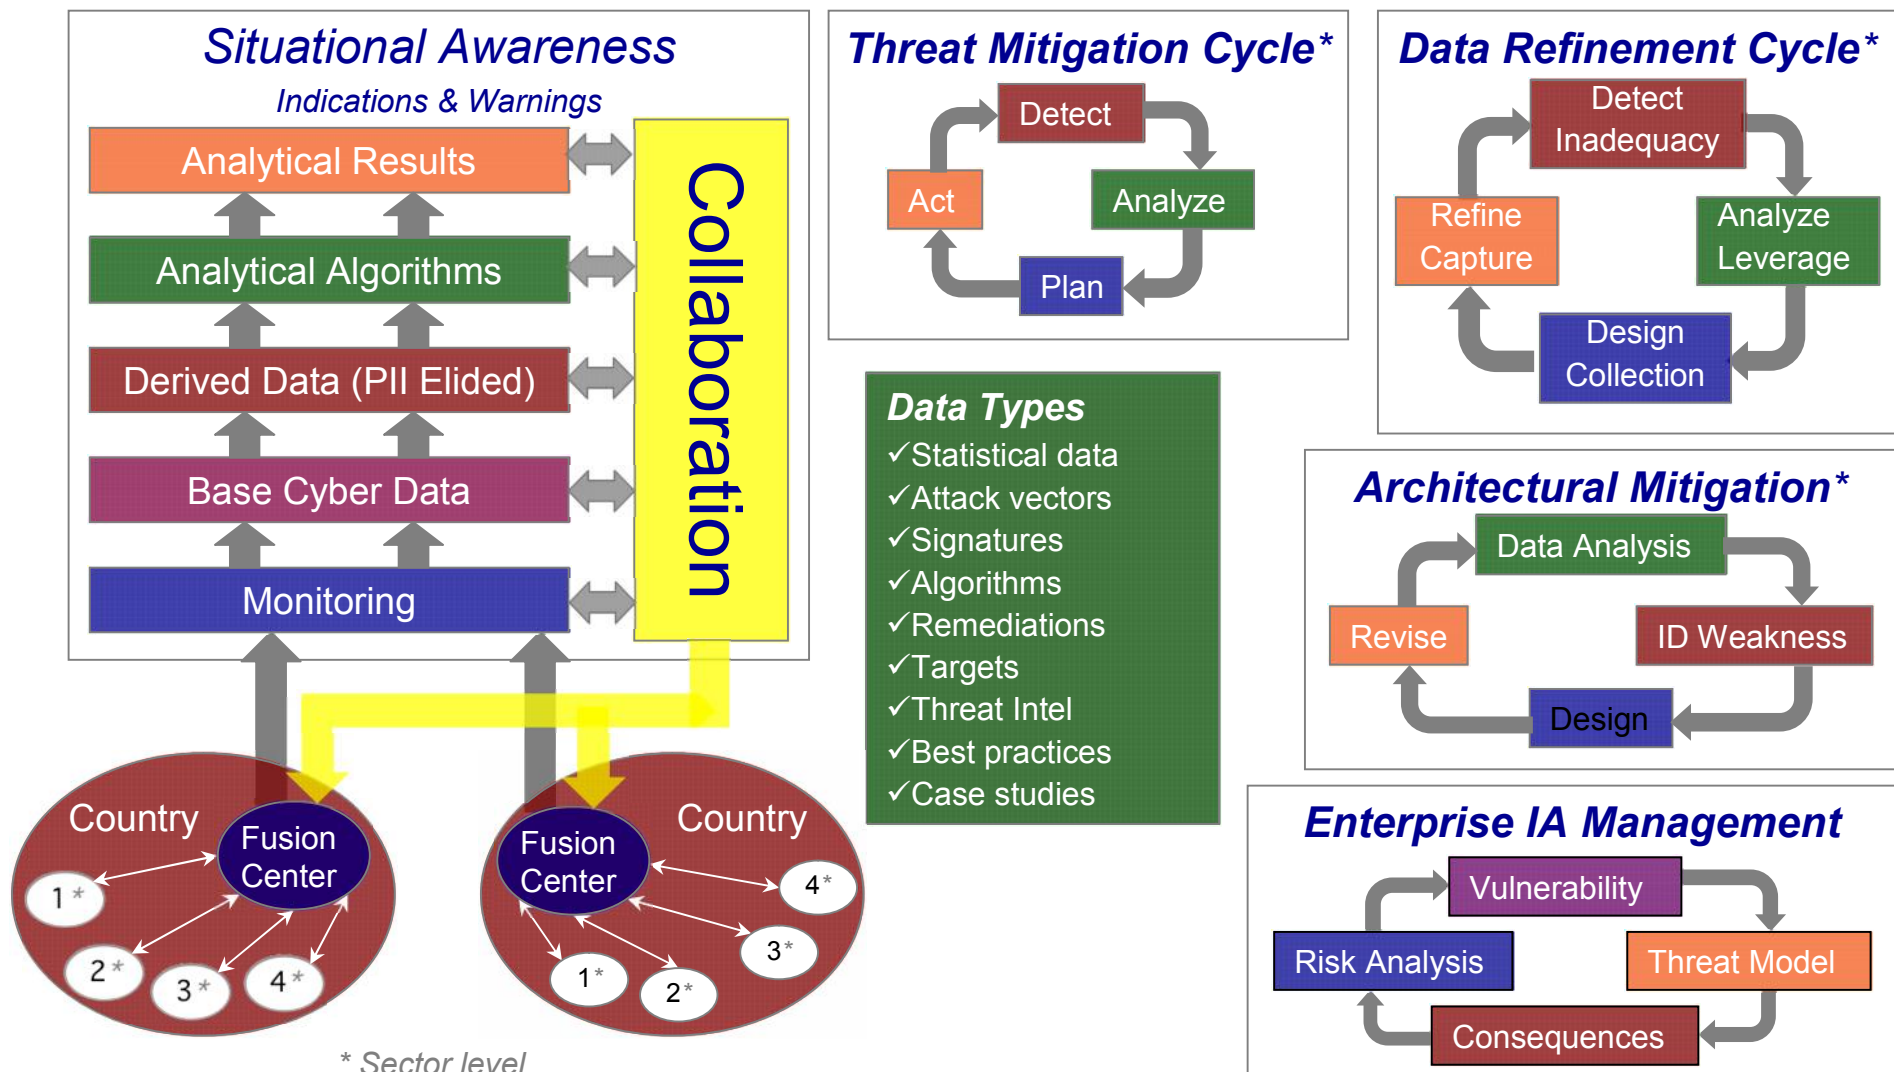 Situational Awareness
Indications & Warnings
Analytical Results
Analytical Algorithms
Derived Data (PII Elided)
Base Cyber Data
Monitoring
Collaboration
Country
Fusion
Center
1*
2*
3*
4*
Country
Fusion
Center
4*
3*
2*
1*
* Sector level
Threat Mitigation Cycle*
Detect
Analyze
Plan
Act
Data Types
✓Statistical data
✓Attack vectors
✓Signatures
✓Algorithms
✓Remediations
✓Targets
✓Threat Intel
✓Best practices
✓Case studies
Data Refinement Cycle*
Detect
Inadequacy
Analyze
Leverage
Design
Collection
Refine
Capture
Architectural Mitigation*
Data Analysis
ID Weakness
Design
Revise
Enterprise IA Management
Vulnerability
Threat Model
Consequences
Risk Analysis